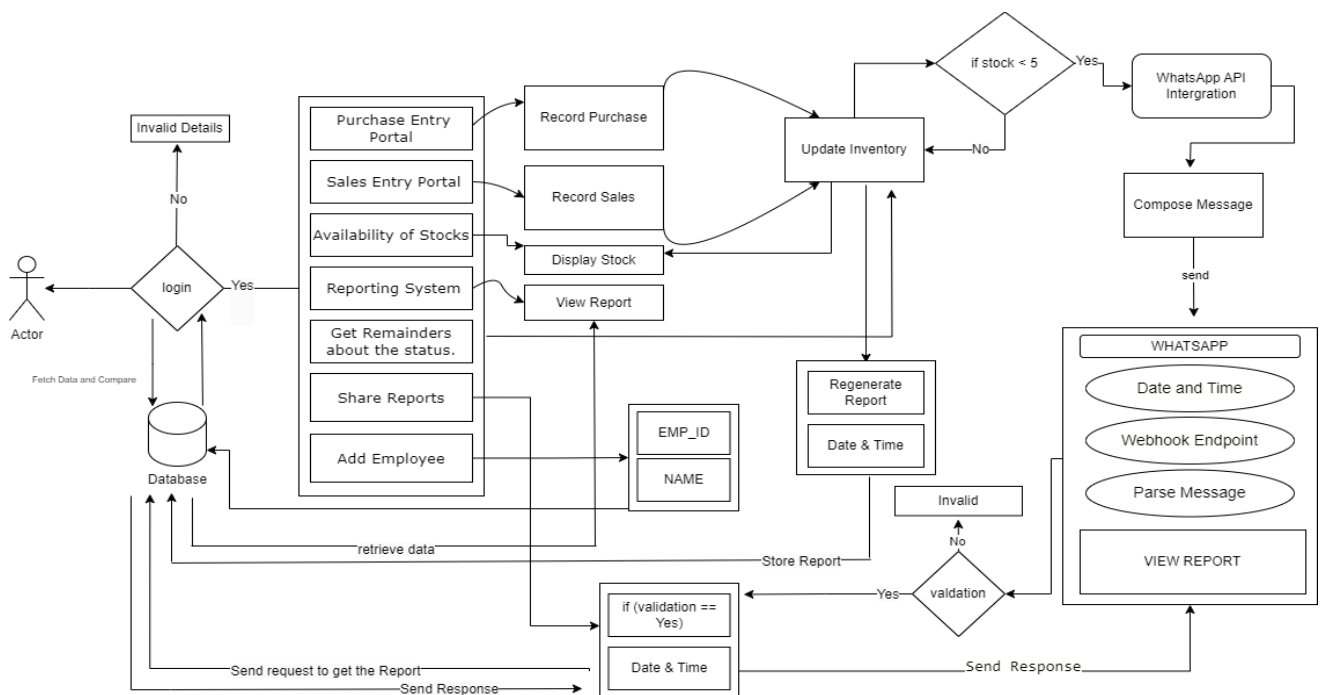 if stock < 5
Yes
WhatsApp API
Intergration
Purchase Entry
Portal
Record Purchase
Invalid Details
Update Inventory
No
Sales Entry Portal
Record Sales
No
Compose Message
Availability of Stocks
Display Stock
send
login
Yes
Reporting System
View Report
Actor
Get Remainders
about the status.
WHATSAPP
Fetch Data and Compare
Share Reports
Regenerate
Report
Date and Time
EMP_ID
Date & Time
Webhook Endpoint
Add Employee
NAME
Database
Parse Message
Invalid
No
retrieve data
Store Report
VIEW REPORT
valdation
Yes
if (validation ==
Yes)
Date & Time
Send request to get the Report
Send Response
Send Response